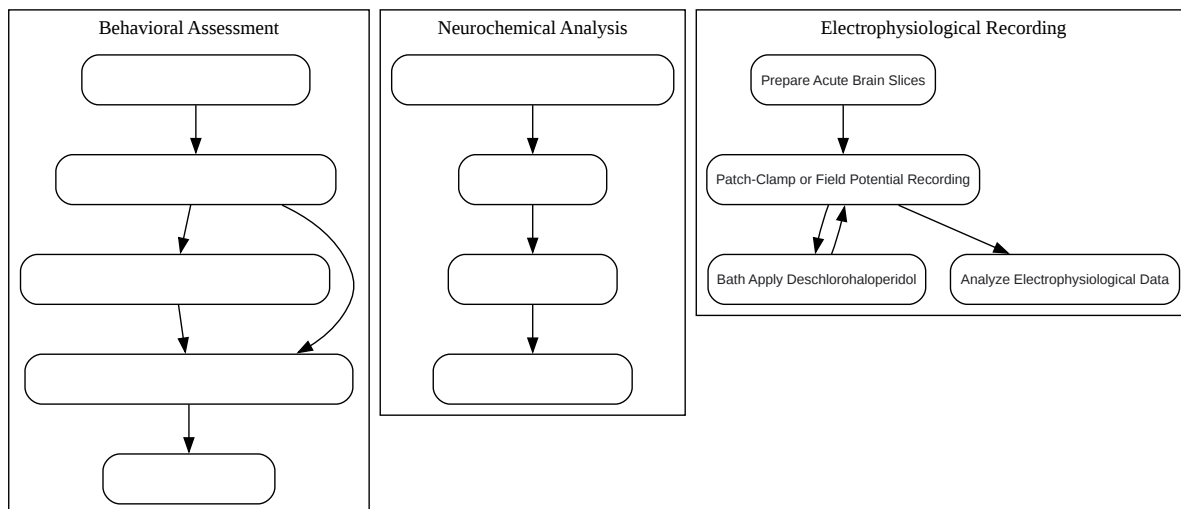 Behavioral Assessment
Neurochemical Analysis
Electrophysiological Recording
Prepare Acute Brain Slices
Patch-Clamp or Field Potential Recording
Bath Apply Deschlorohaloperidol
Analyze Electrophysiological Data